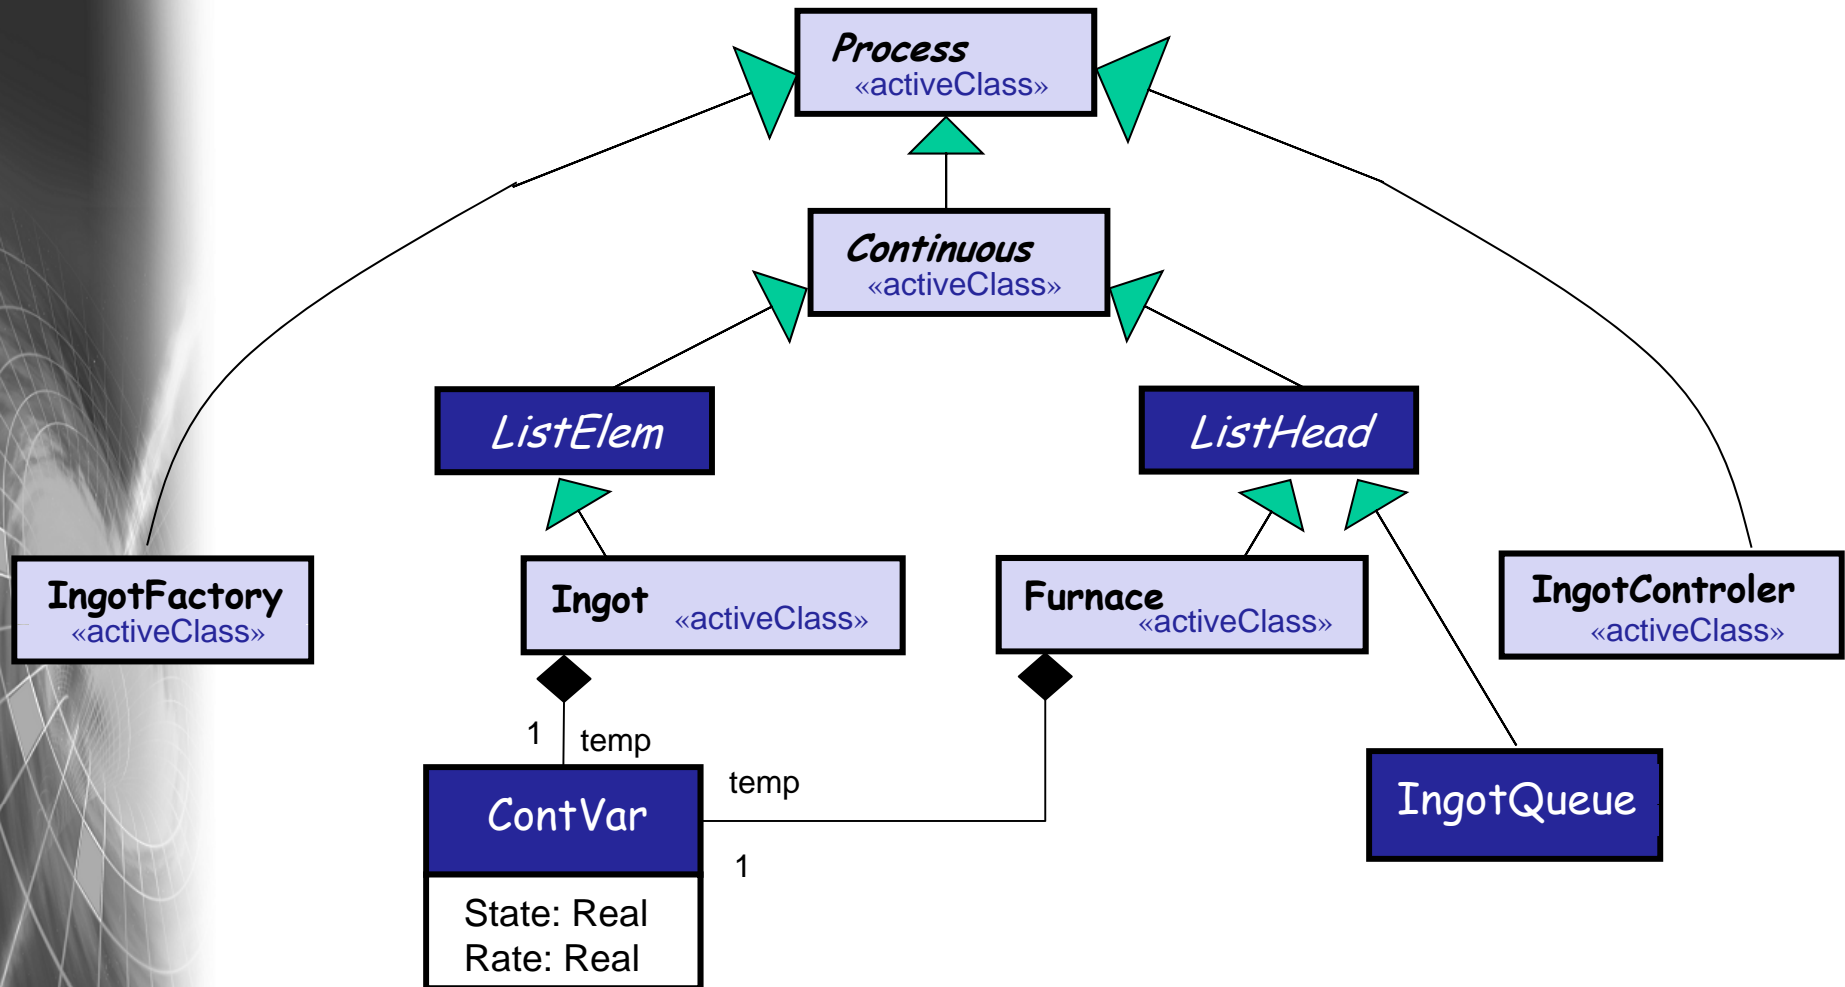 Process
«activeClass»
Continuous
«activeClass»
ListElem
ListHead
IngotFactory
«activeClass»
Ingot «activeClass»
Furnace «activeClass»
IngotControler
«activeClass»
1 temp
temp
1
ContVar
State: Real
Rate: Real
IngotQueue